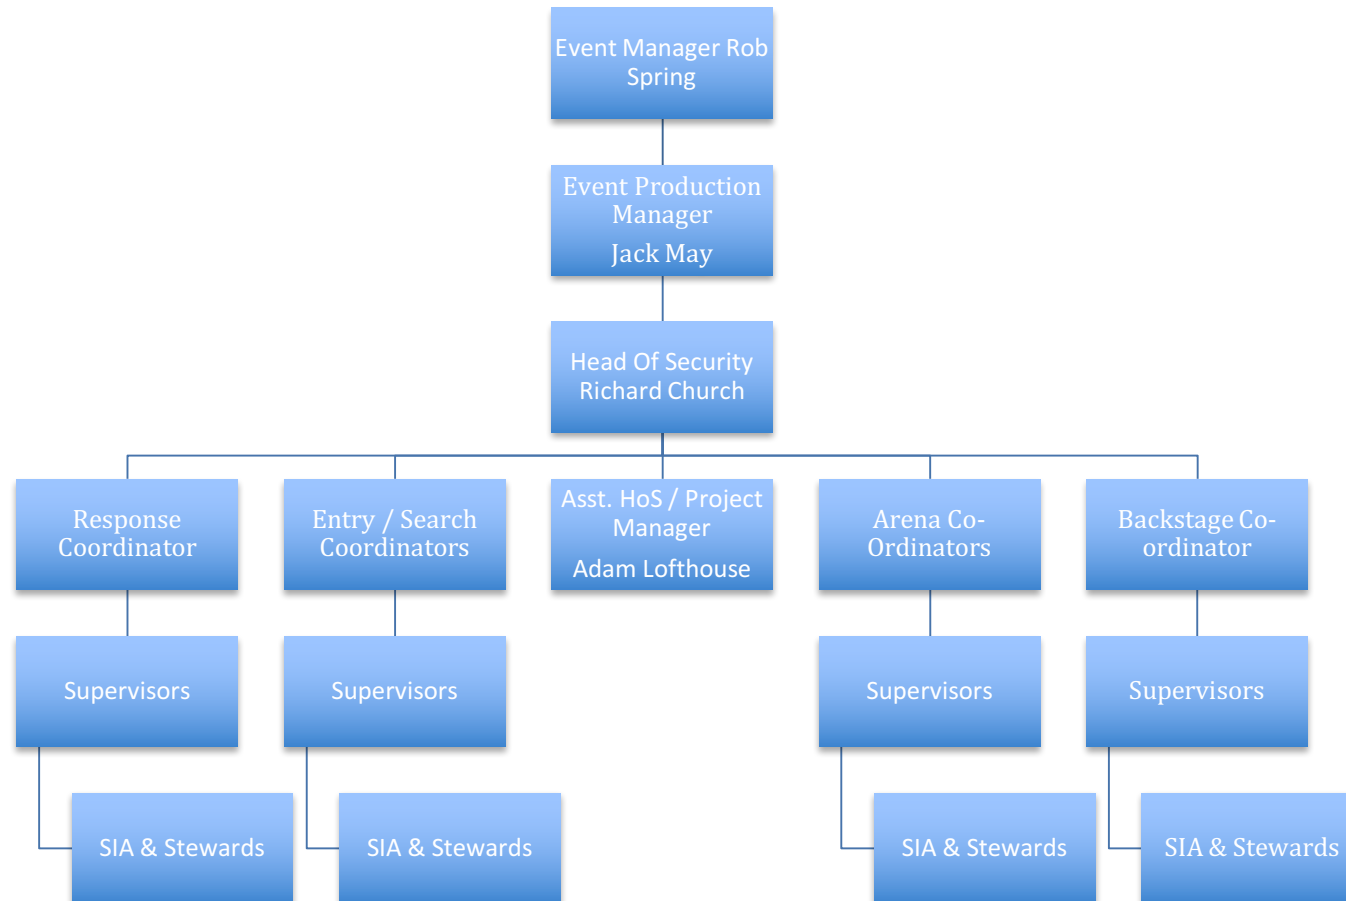 Event Manager Rob
Spring
Event Production
Manager
Jack May
Head Of Security
Richard Church
Response
Coordinator
Entry / Search
Coordinators
Asst. HoS / Project
Manager
Adam Lofthouse
Arena Co-
Ordinators
Backstage Co-
ordinator
Supervisors
Supervisors
Supervisors
Supervisors
SIA & Stewards
SIA & Stewards
SIA & Stewards
SIA & Stewards